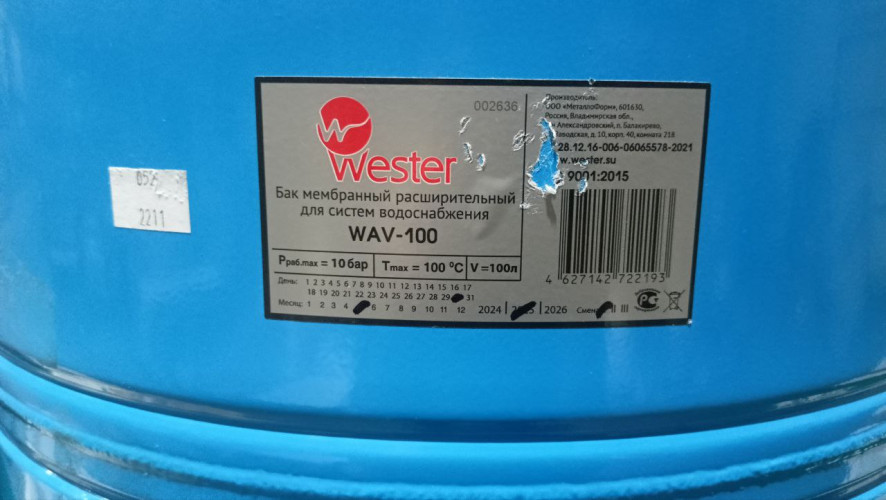 052
2211
002636
Wester
Бак мембранный расширительный
для систем водоснабжения
WAV-100
Pраб.max = 10 бар
Tmax = 100 °C
V = 100л
День: 1 2 3 4 5 6 7 8 9 10 11 12 13 14 15 16 17
18 19 20 21 22 23 24 25 26 27 28 29 31
Месяц: 1 2 3 4 6 7 8 9 10 11 12 2024 2026 II III
Производитель:
ООО «МеталлоФорм», 601630,
Россия, Владимирская обл.,
Александровский, п. Балакирево,
Заводская, д. 10, корп. 40, комната 218
28.12.16-006-06065578-2021
www.wester.su
9001:2015
4 627142 722193
РСТ